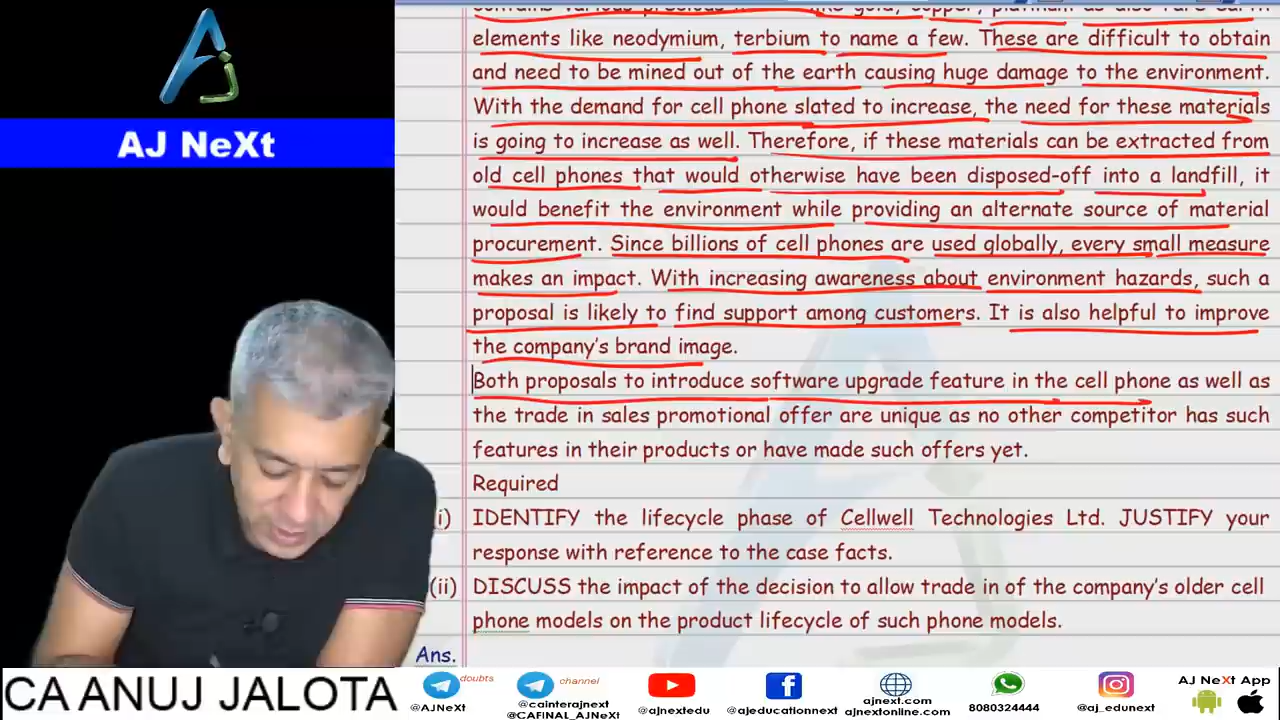 contains various precious like gold, copper, platinum as also rare earth
elements like neodymium, terbium to name a few. These are difficult to obtain
and need to be mined out of the earth causing huge damage to the environment.
With the demand for cell phone slated to increase, the need for these materials
is going to increase as well. Therefore, if these materials can be extracted from
old cell phones that would otherwise have been disposed-off into a landfill, it
would benefit the environment while providing an alternate source of material
procurement. Since billions of cell phones are used globally, every small measure
makes an impact. With increasing awareness about environment hazards, such a
proposal is likely to find support among customers. It is also helpful to improve
the company's brand image.
Both proposals to introduce software upgrade feature in the cell phone as well as
the trade in sales promotional offer are unique as no other competitor has such
features in their products or have made such offers yet.
Required
i) IDENTIFY the lifecycle phase of Cellwell Technologies Ltd. JUSTIFY your
response with reference to the case facts.
(ii) DISCUSS the impact of the decision to allow trade in of the company's older cell
phone models on the product lifecycle of such phone models.
Ans.
AJ NeXt
CA ANUJ JALOTA
doubts
@AJNeXt
channel
@cainterajnext
@CAFINAL_AJNeXt
@ajnextedu
@ajeducationnext
ajnext.com
ajnextonline.com
8080324444
@aj_edunext
AJ NeXt App